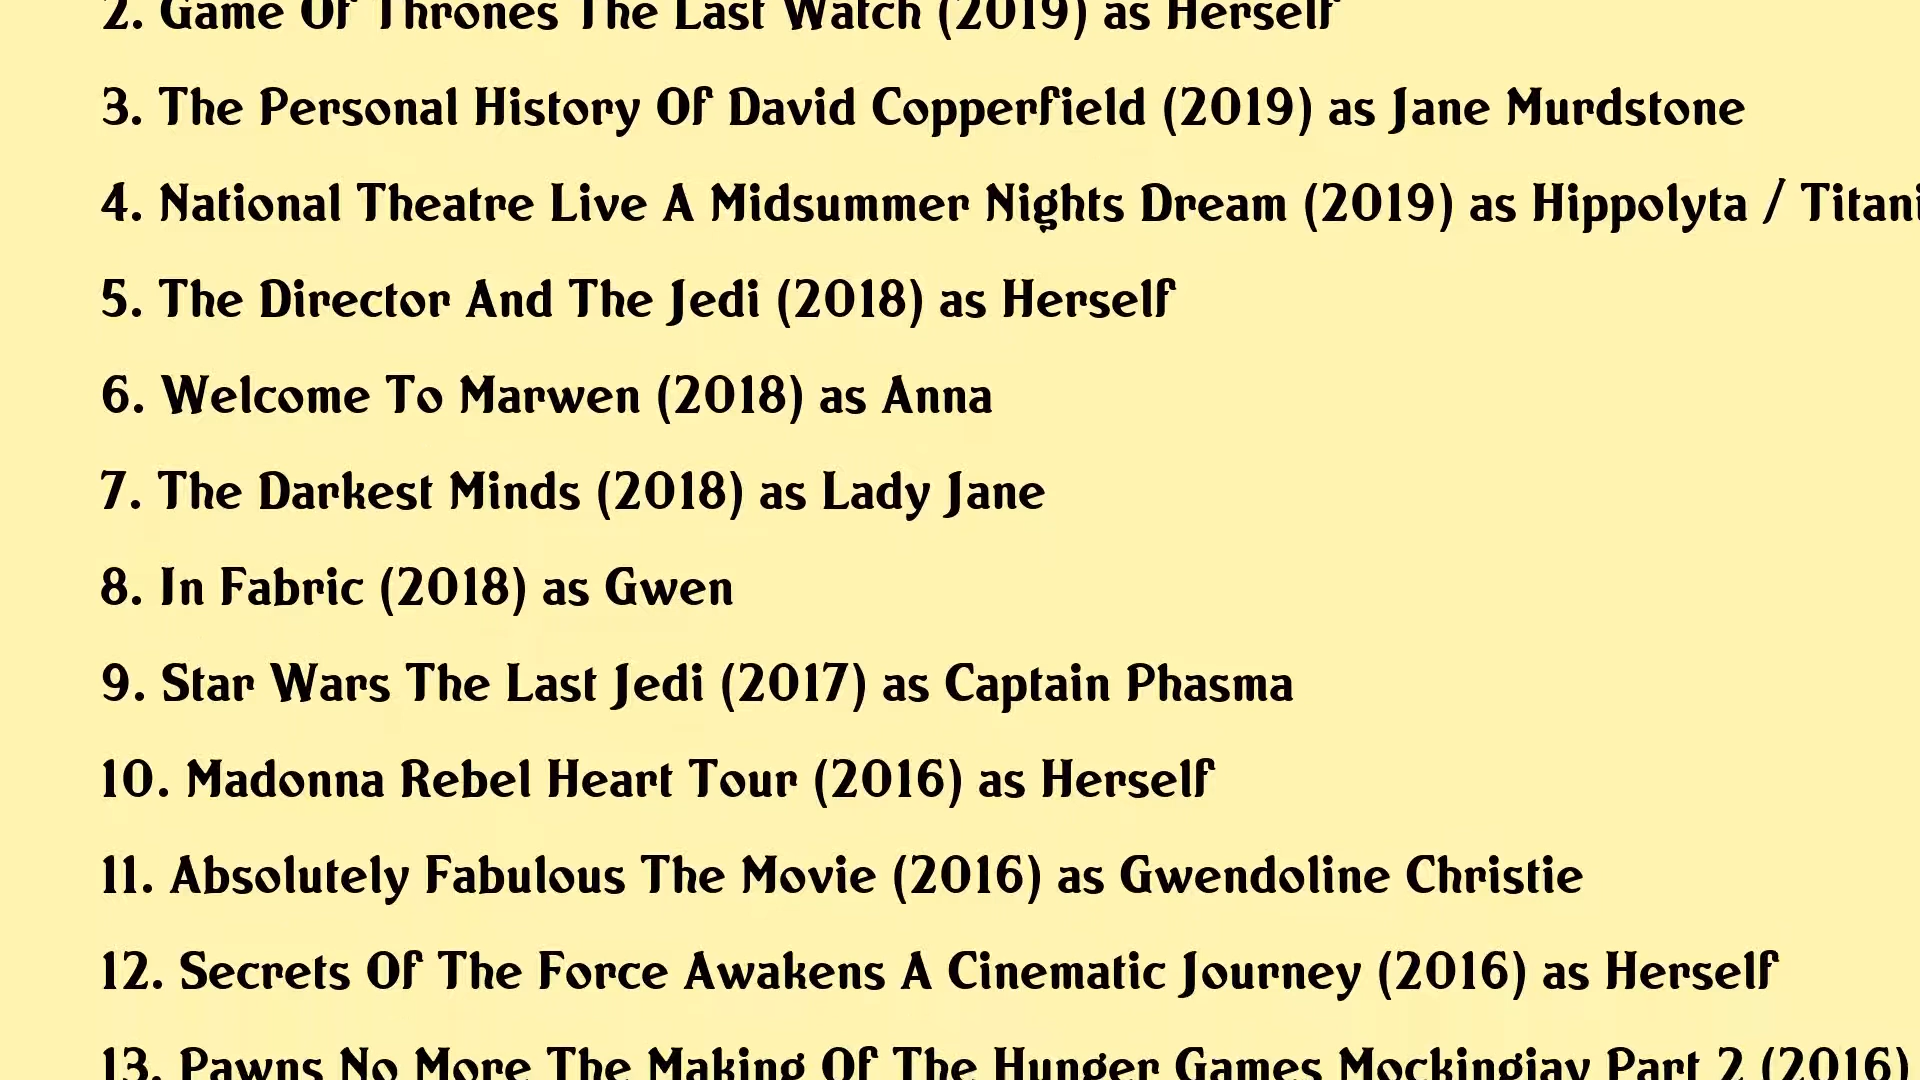 2. Game Of Thrones The Last Watch (2019) as Herself
3. The Personal History Of David Copperfield (2019) as Jane Murdstone
4. National Theatre Live A Midsummer Nights Dream (2019) as Hippolyta / Titani
5. The Director And The Jedi (2018) as Herself
6. Welcome To Marwen (2018) as Anna
7. The Darkest Minds (2018) as Lady Jane
8. In Fabric (2018) as Gwen
9. Star Wars The Last Jedi (2017) as Captain Phasma
10. Madonna Rebel Heart Tour (2016) as Herself
11. Absolutely Fabulous The Movie (2016) as Gwendoline Christie
12. Secrets Of The Force Awakens A Cinematic Journey (2016) as Herself
13. Pawns No More The Making Of The Hunger Games Mockingjay Part 2 (2016)